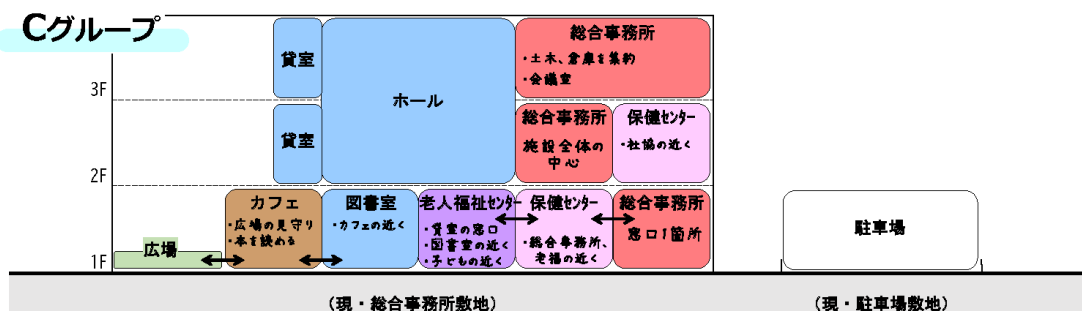 Cグループ
3F
2F
1F
貸室
ホール
総合事務所
・土木、倉庫を集約
・会議室
貸室
総合事務所
施設全体の
中心
保健センター
・社協の近く
広場
カフェ
・広場の見守り
・本を読める
図書室
・カフェの近く
老人福祉センター
・貸室の窓口
・図書室の近く
・子どもの近く
保健センター
・総合事務所、
老福の近く
総合事務所
窓口1箇所
駐車場
(現・総合事務所敷地)
(現・駐車場敷地)